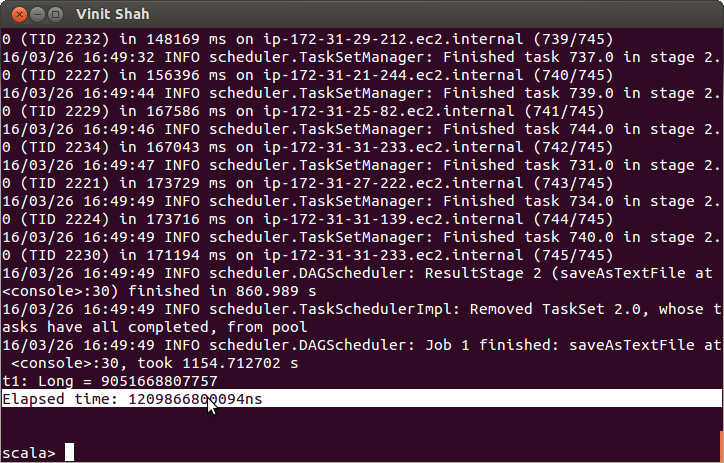 Vinit Shah
0 (TID 2232) in 148169 ms on ip-172-31-29-212.ec2.internal (739/745)
16/03/26 16:49:32 INFO scheduler.TaskSetManager: Finished task 737.0 in stage 2.
0 (TID 2227) in 156396 ms on ip-172-31-21-244.ec2.internal (740/745)
16/03/26 16:49:44 INFO scheduler.TaskSetManager: Finished task 739.0 in stage 2.
0 (TID 2229) in 167586 ms on ip-172-31-25-82.ec2.internal (741/745)
16/03/26 16:49:46 INFO scheduler.TaskSetManager: Finished task 744.0 in stage 2.
0 (TID 2234) in 167043 ms on ip-172-31-31-233.ec2.internal (742/745)
16/03/26 16:49:47 INFO scheduler.TaskSetManager: Finished task 731.0 in stage 2.
0 (TID 2221) in 173729 ms on ip-172-31-27-222.ec2.internal (743/745)
16/03/26 16:49:49 INFO scheduler.TaskSetManager: Finished task 734.0 in stage 2.
0 (TID 2224) in 173716 ms on ip-172-31-31-139.ec2.internal (744/745)
16/03/26 16:49:49 INFO scheduler.TaskSetManager: Finished task 740.0 in stage 2.
0 (TID 2230) in 171194 ms on ip-172-31-31-233.ec2.internal (745/745)
16/03/26 16:49:49 INFO scheduler.DAGScheduler: ResultStage 2 (saveAsTextFile at
<console>:30) finished in 860.989 s
16/03/26 16:49:49 INFO scheduler.TaskSchedulerImpl: Removed TaskSet 2.0, whose t
asks have all completed, from pool
16/03/26 16:49:49 INFO scheduler.DAGScheduler: Job 1 finished: saveAsTextFile at
<console>:30, took 1154.712702 s
t1: Long = 9051668807757
Elapsed time: 1209866800094ns
scala>